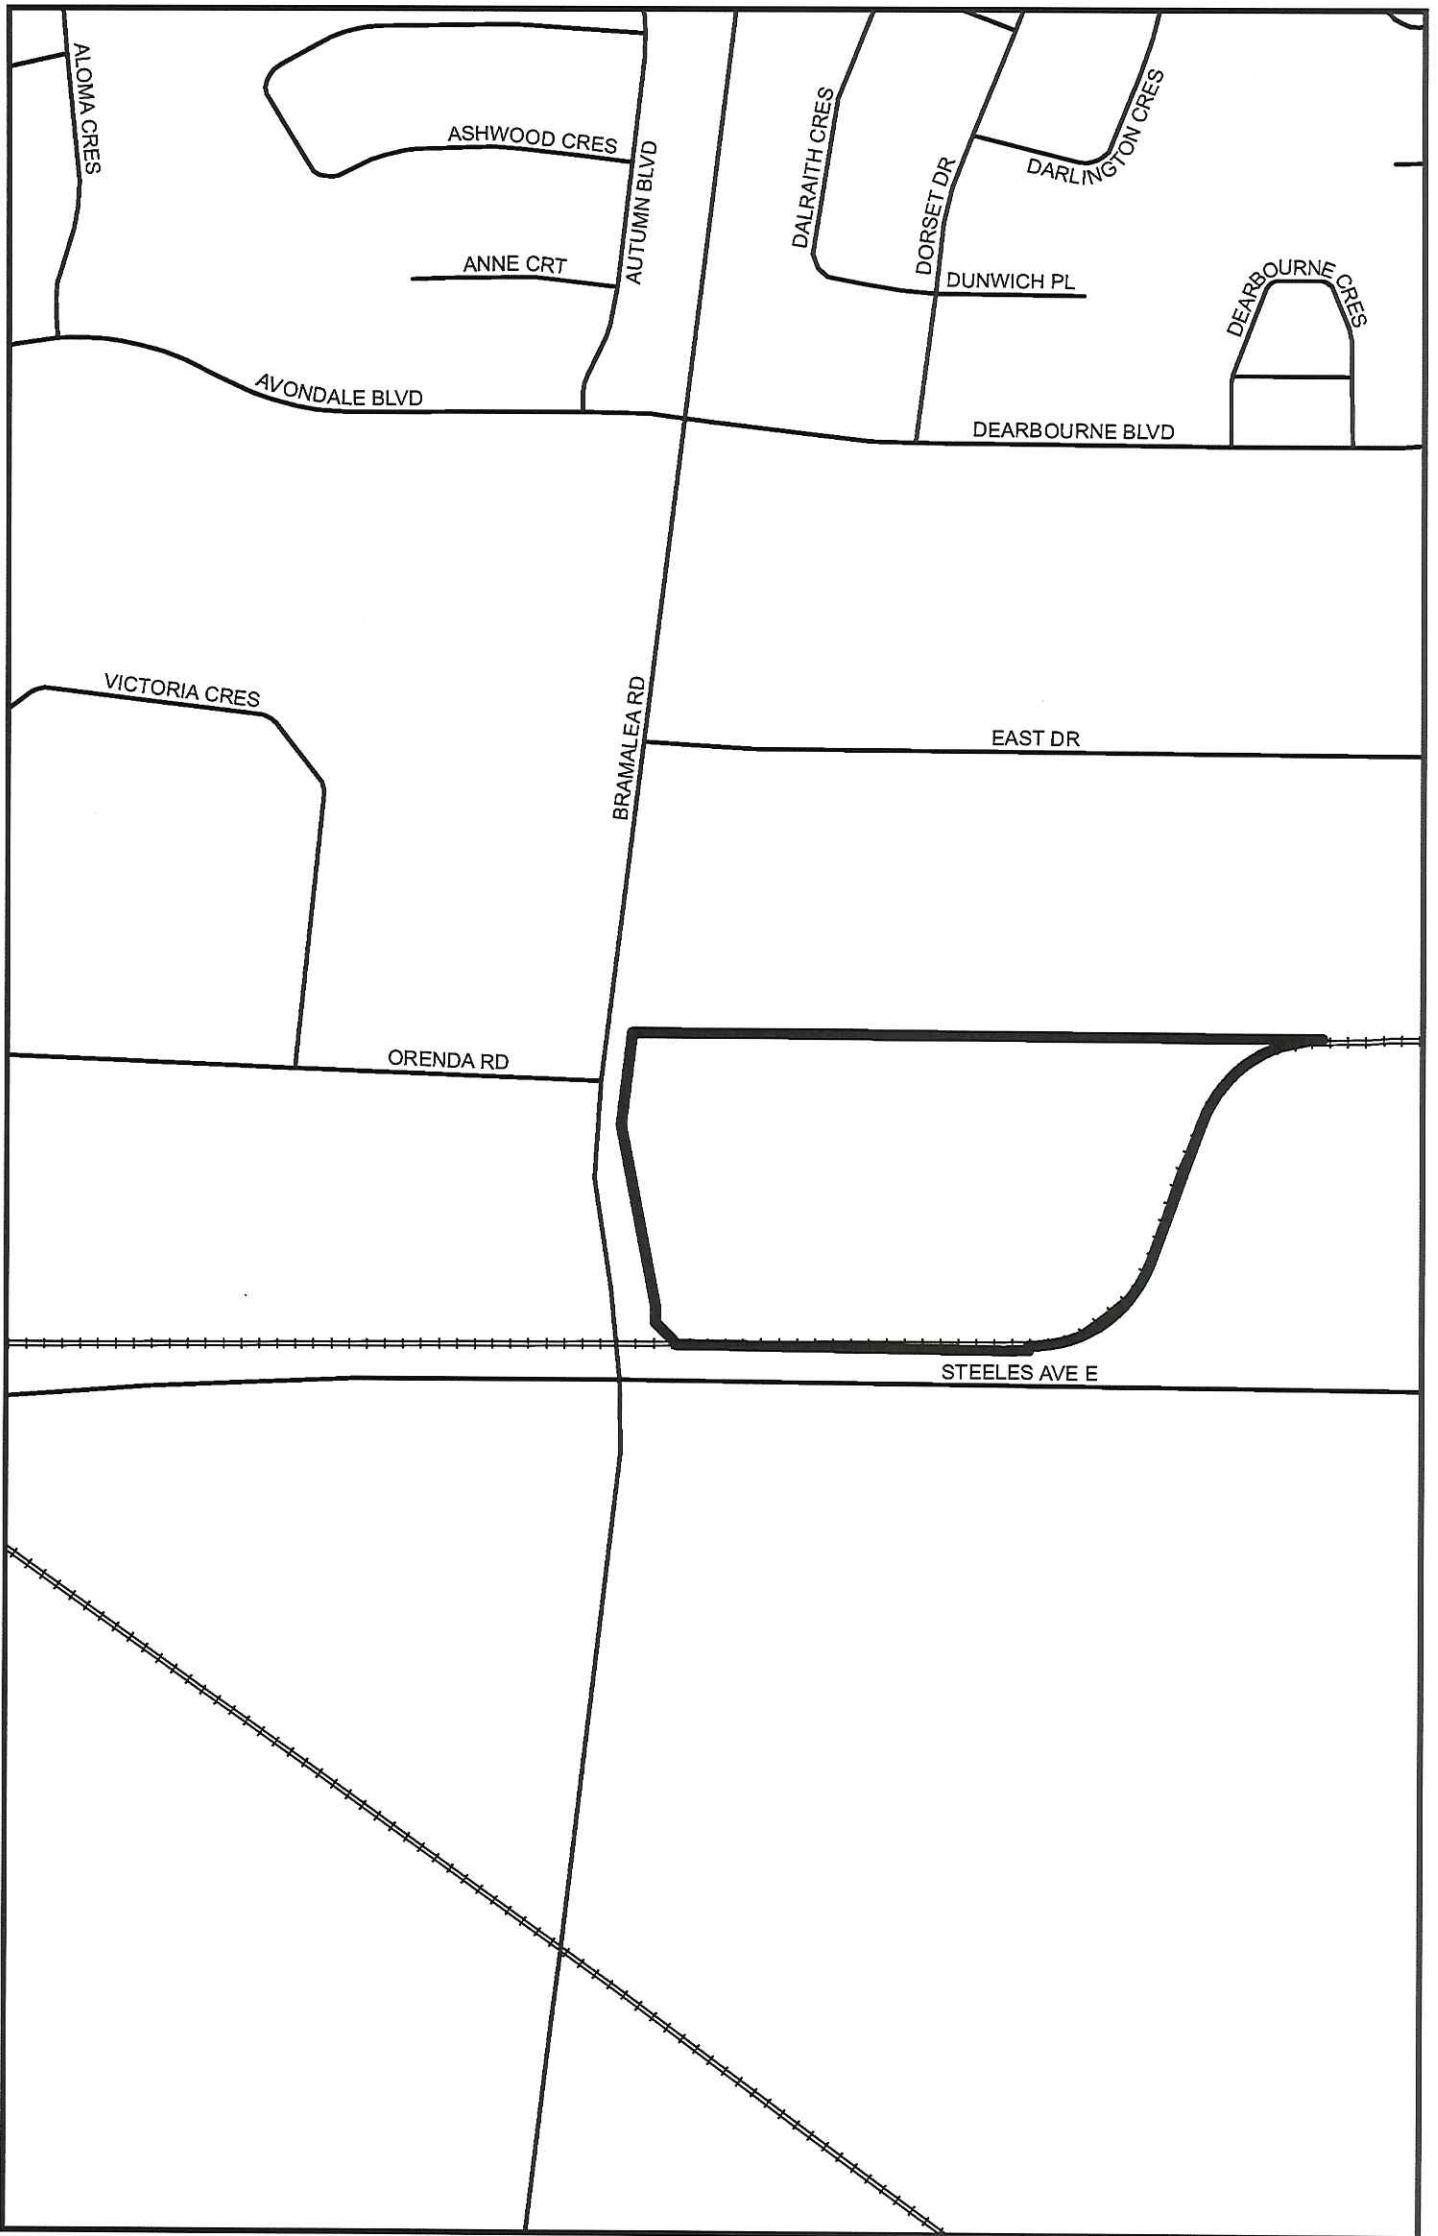 ALOMA CRES
ASHWOOD CRES
AUTUMN BLVD
ANNE CRT
DALRAITH CRES
DORSET DR
DARLINGTON CRES
DUNWICH PL
DEARBOURNE CRES
AVONDALE BLVD
DEARBOURNE BLVD
VICTORIA CRES
BRAMALEA RD
EAST DR
ORENDA RD
STEELES AVE E